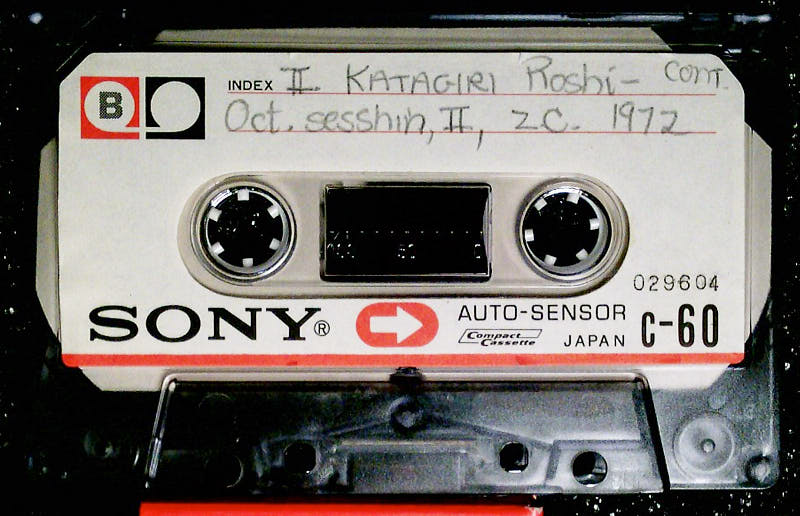 B
INDEX II. KATAGIRI Roshi- cont.
Oct. sesshin, II, Z.C. 1972
029604
SONY® AUTO-SENSOR
Compact Cassette JAPAN C-60